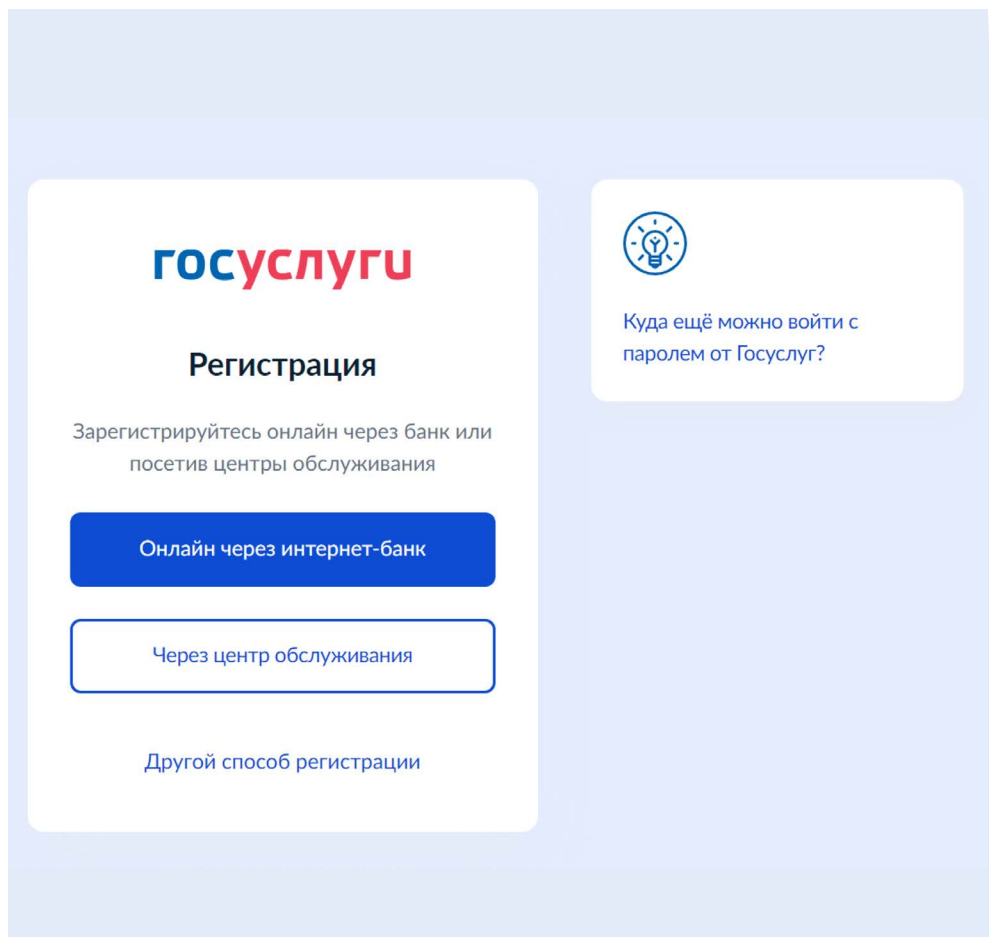 госуслуги
Регистрация
Зарегистрируйтесь онлайн через банк или
посетив центры обслуживания
Онлайн через интернет-банк
Через центр обслуживания
Другой способ регистрации
Куда ещё можно войти с
паролем от Госуслуг?